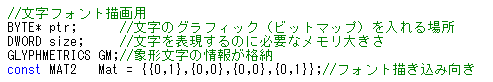 //文字フォント描画用
BYTE* ptr;      //文字のグラフィック（ビットマップ）を入れる場所
DWORD size;     //文字を表現するのに必要なメモリ大きさ
GLYPHMETRICS GM;//象形文字の情報が格納
const MAT2   Mat = {{0,1},{0,0},{0,0},{0,1}};//フォント描き込み向き